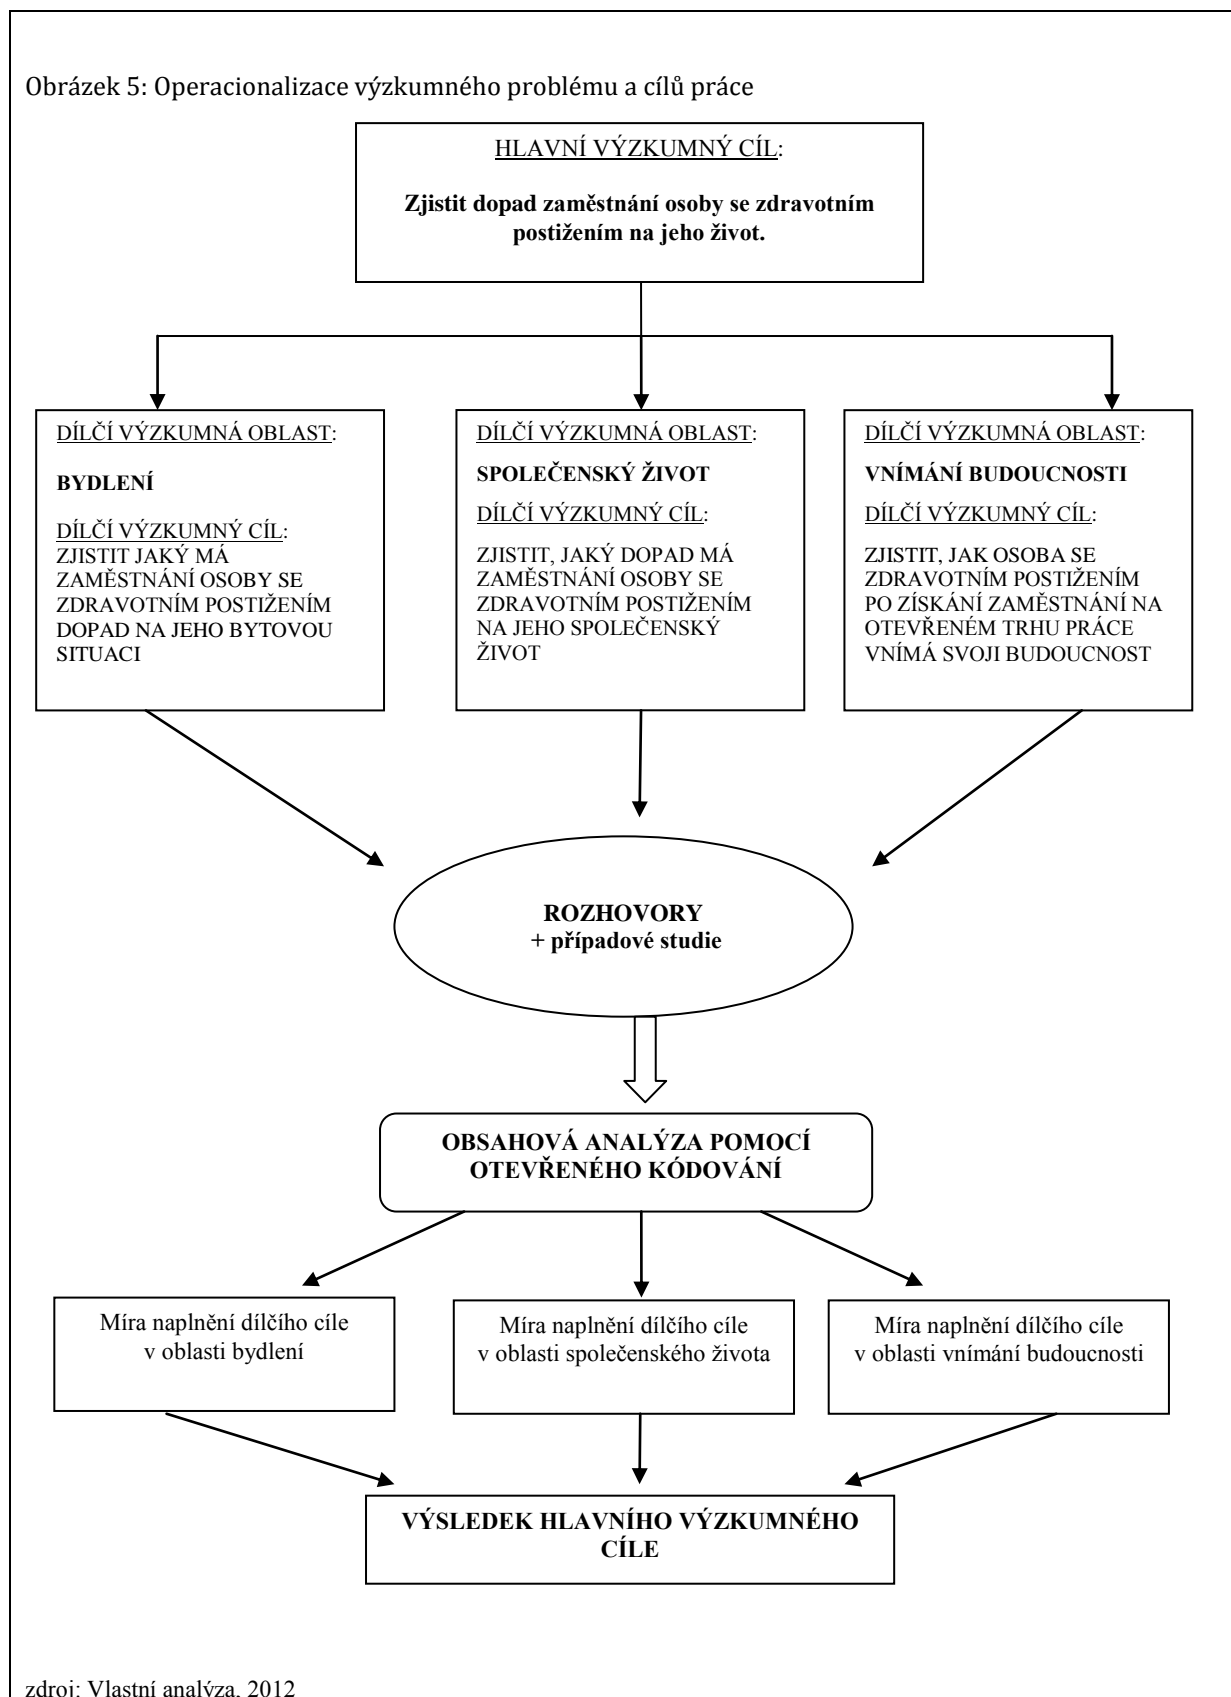 Obrázek 5: Operacionalizace výzkumného problému a cílů práce
HLAVNÍ VÝZKUMNÝ CÍL:
Zjistit dopad zaměstnání osoby se zdravotním
postižením na jeho život.
DÍLČÍ VÝZKUMNÁ OBLAST:
BYDLENÍ
DÍLČÍ VÝZKUMNÝ CÍL:
ZJISTIT JAKÝ MÁ
ZAMĚSTNÁNÍ OSOBY SE
ZDRAVOTNÍM POSTIŽENÍM
DOPAD NA JEHO BYTOVOU
SITUACI
DÍLČÍ VÝZKUMNÁ OBLAST:
SPOLEČENSKÝ ŽIVOT
DÍLČÍ VÝZKUMNÝ CÍL:
ZJISTIT, JAKÝ DOPAD MÁ
ZAMĚSTNÁNÍ OSOBY SE
ZDRAVOTNÍM POSTIŽENÍM
NA JEHO SPOLEČENSKÝ
ŽIVOT
DÍLČÍ VÝZKUMNÁ OBLAST:
VNÍMÁNÍ BUDOUCNOSTI
DÍLČÍ VÝZKUMNÝ CÍL:
ZJISTIT, JAK OSOBA SE
ZDRAVOTNÍM POSTIŽENÍM
PO ZÍSKÁNÍ ZAMĚSTNÁNÍ NA
OTEVŘENÉM TRHU PRÁCE
VNÍMÁ SVOJI BUDOUCNOST
ROZHOVORY
+ případové studie
OBSAHOVÁ ANALÝZA POMOCÍ
OTEVŘENÉHO KÓDOVÁNÍ
Míra naplnění dílčího cíle
v oblasti bydlení
Míra naplnění dílčího cíle
v oblasti společenského života
Míra naplnění dílčího cíle
v oblasti vnímání budoucnosti
VÝSLEDEK HLAVNÍHO VÝZKUMNÉHO
CÍLE
zdroj: Vlastní analýza, 2012